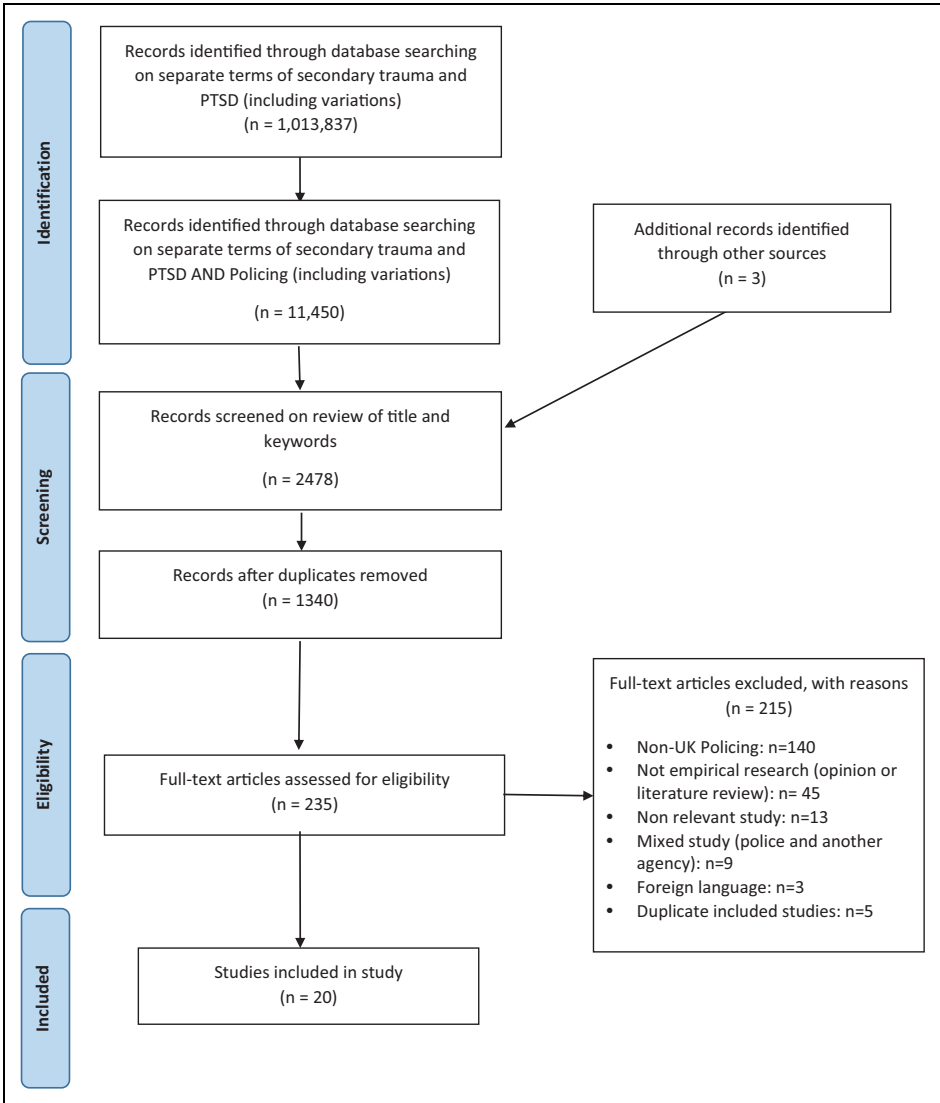 Identification
Records identified through database searching
on separate terms of secondary trauma and
PTSD (including variations)
(n = 1,013,837)
Records identified through database searching
on separate terms of secondary trauma and
PTSD AND Policing (including variations)
(n = 11,450)
Additional records identified
through other sources
(n = 3)
Screening
Records screened on review of title and
keywords
(n = 2478)
Records after duplicates removed
(n = 1340)
Eligibility
Full-text articles assessed for eligibility
(n = 235)
Full-text articles excluded, with reasons
(n = 215)
• Non-UK Policing: n=140
• Not empirical research (opinion or
literature review): n= 45
• Non relevant study: n=13
• Mixed study (police and another
agency): n=9
• Foreign language: n=3
• Duplicate included studies: n=5
Included
Studies included in study
(n = 20)